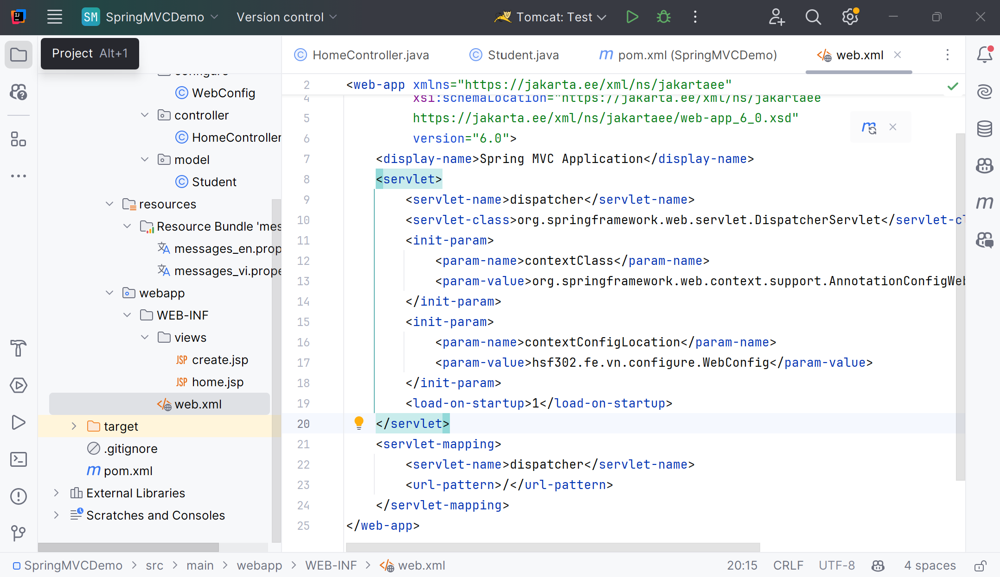 SM SpringMVCDemo Version control Tomcat: Test
Project Alt+1
HomeController.java Student.java pom.xml (SpringMVCDemo) web.xml
configure
WebConfig
controller
HomeController
model
Student
resources
Resource Bundle 'mes
messages_en.prop
messages_vi.prope
webapp
WEB-INF
views
JSP create.jsp
JSP home.jsp
web.xml
target
.gitignore
pom.xml
External Libraries
Scratches and Consoles
2 <web-app xmlns="https://jakarta.ee/xml/ns/jakartaee"
4 xsi:schemaLocation="https://jakarta.ee/xml/ns/jakartaee
5 https://jakarta.ee/xml/ns/jakartaee/web-app_6_0.xsd"
6 version="6.0">
7 <display-name>Spring MVC Application</display-name>
8 <servlet>
9 <servlet-name>dispatcher</servlet-name>
10 <servlet-class>org.springframework.web.servlet.DispatcherServlet</servlet-cl
11 <init-param>
12 <param-name>contextClass</param-name>
13 <param-value>org.springframework.web.context.support.AnnotationConfigWeb
14 </init-param>
15 <init-param>
16 <param-name>contextConfigLocation</param-name>
17 <param-value>hsf302.fe.vn.configure.WebConfig</param-value>
18 </init-param>
19 <load-on-startup>1</load-on-startup>
20 </servlet>
21 <servlet-mapping>
22 <servlet-name>dispatcher</servlet-name>
23 <url-pattern>/</url-pattern>
24 </servlet-mapping>
25 </web-app>
SpringMVCDemo > src > main > webapp > WEB-INF > web.xml 20:15 CRLF UTF-8 4 spaces